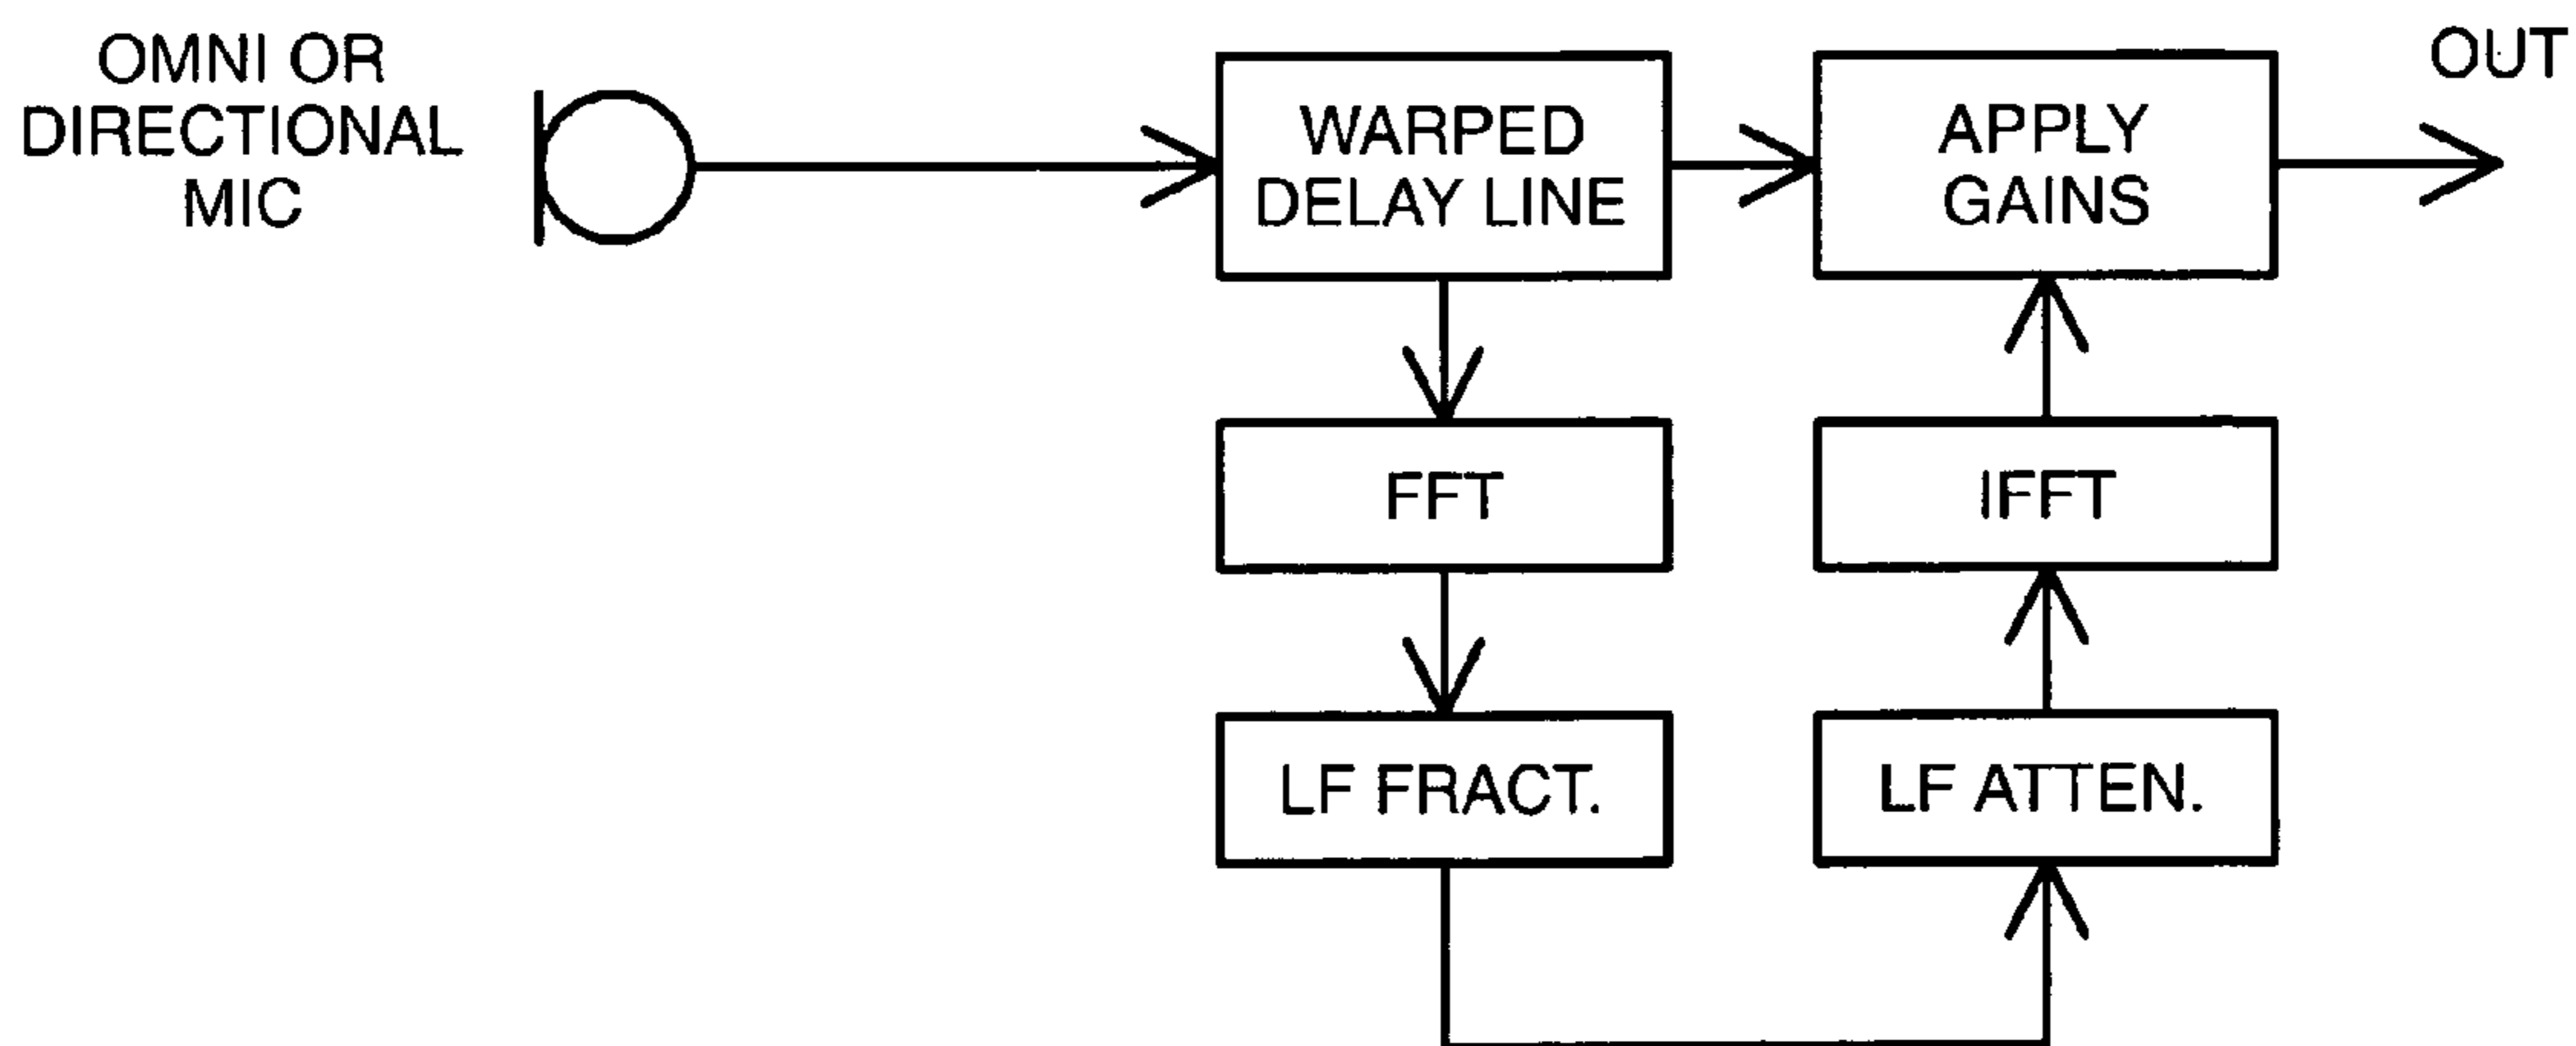 OMNI OR
DIRECTIONAL
MIC
WARPED
DELAY LINE
APPLY
GAINS
OUT
FFT
IFFT
LF FRACT.
LF ATTEN.